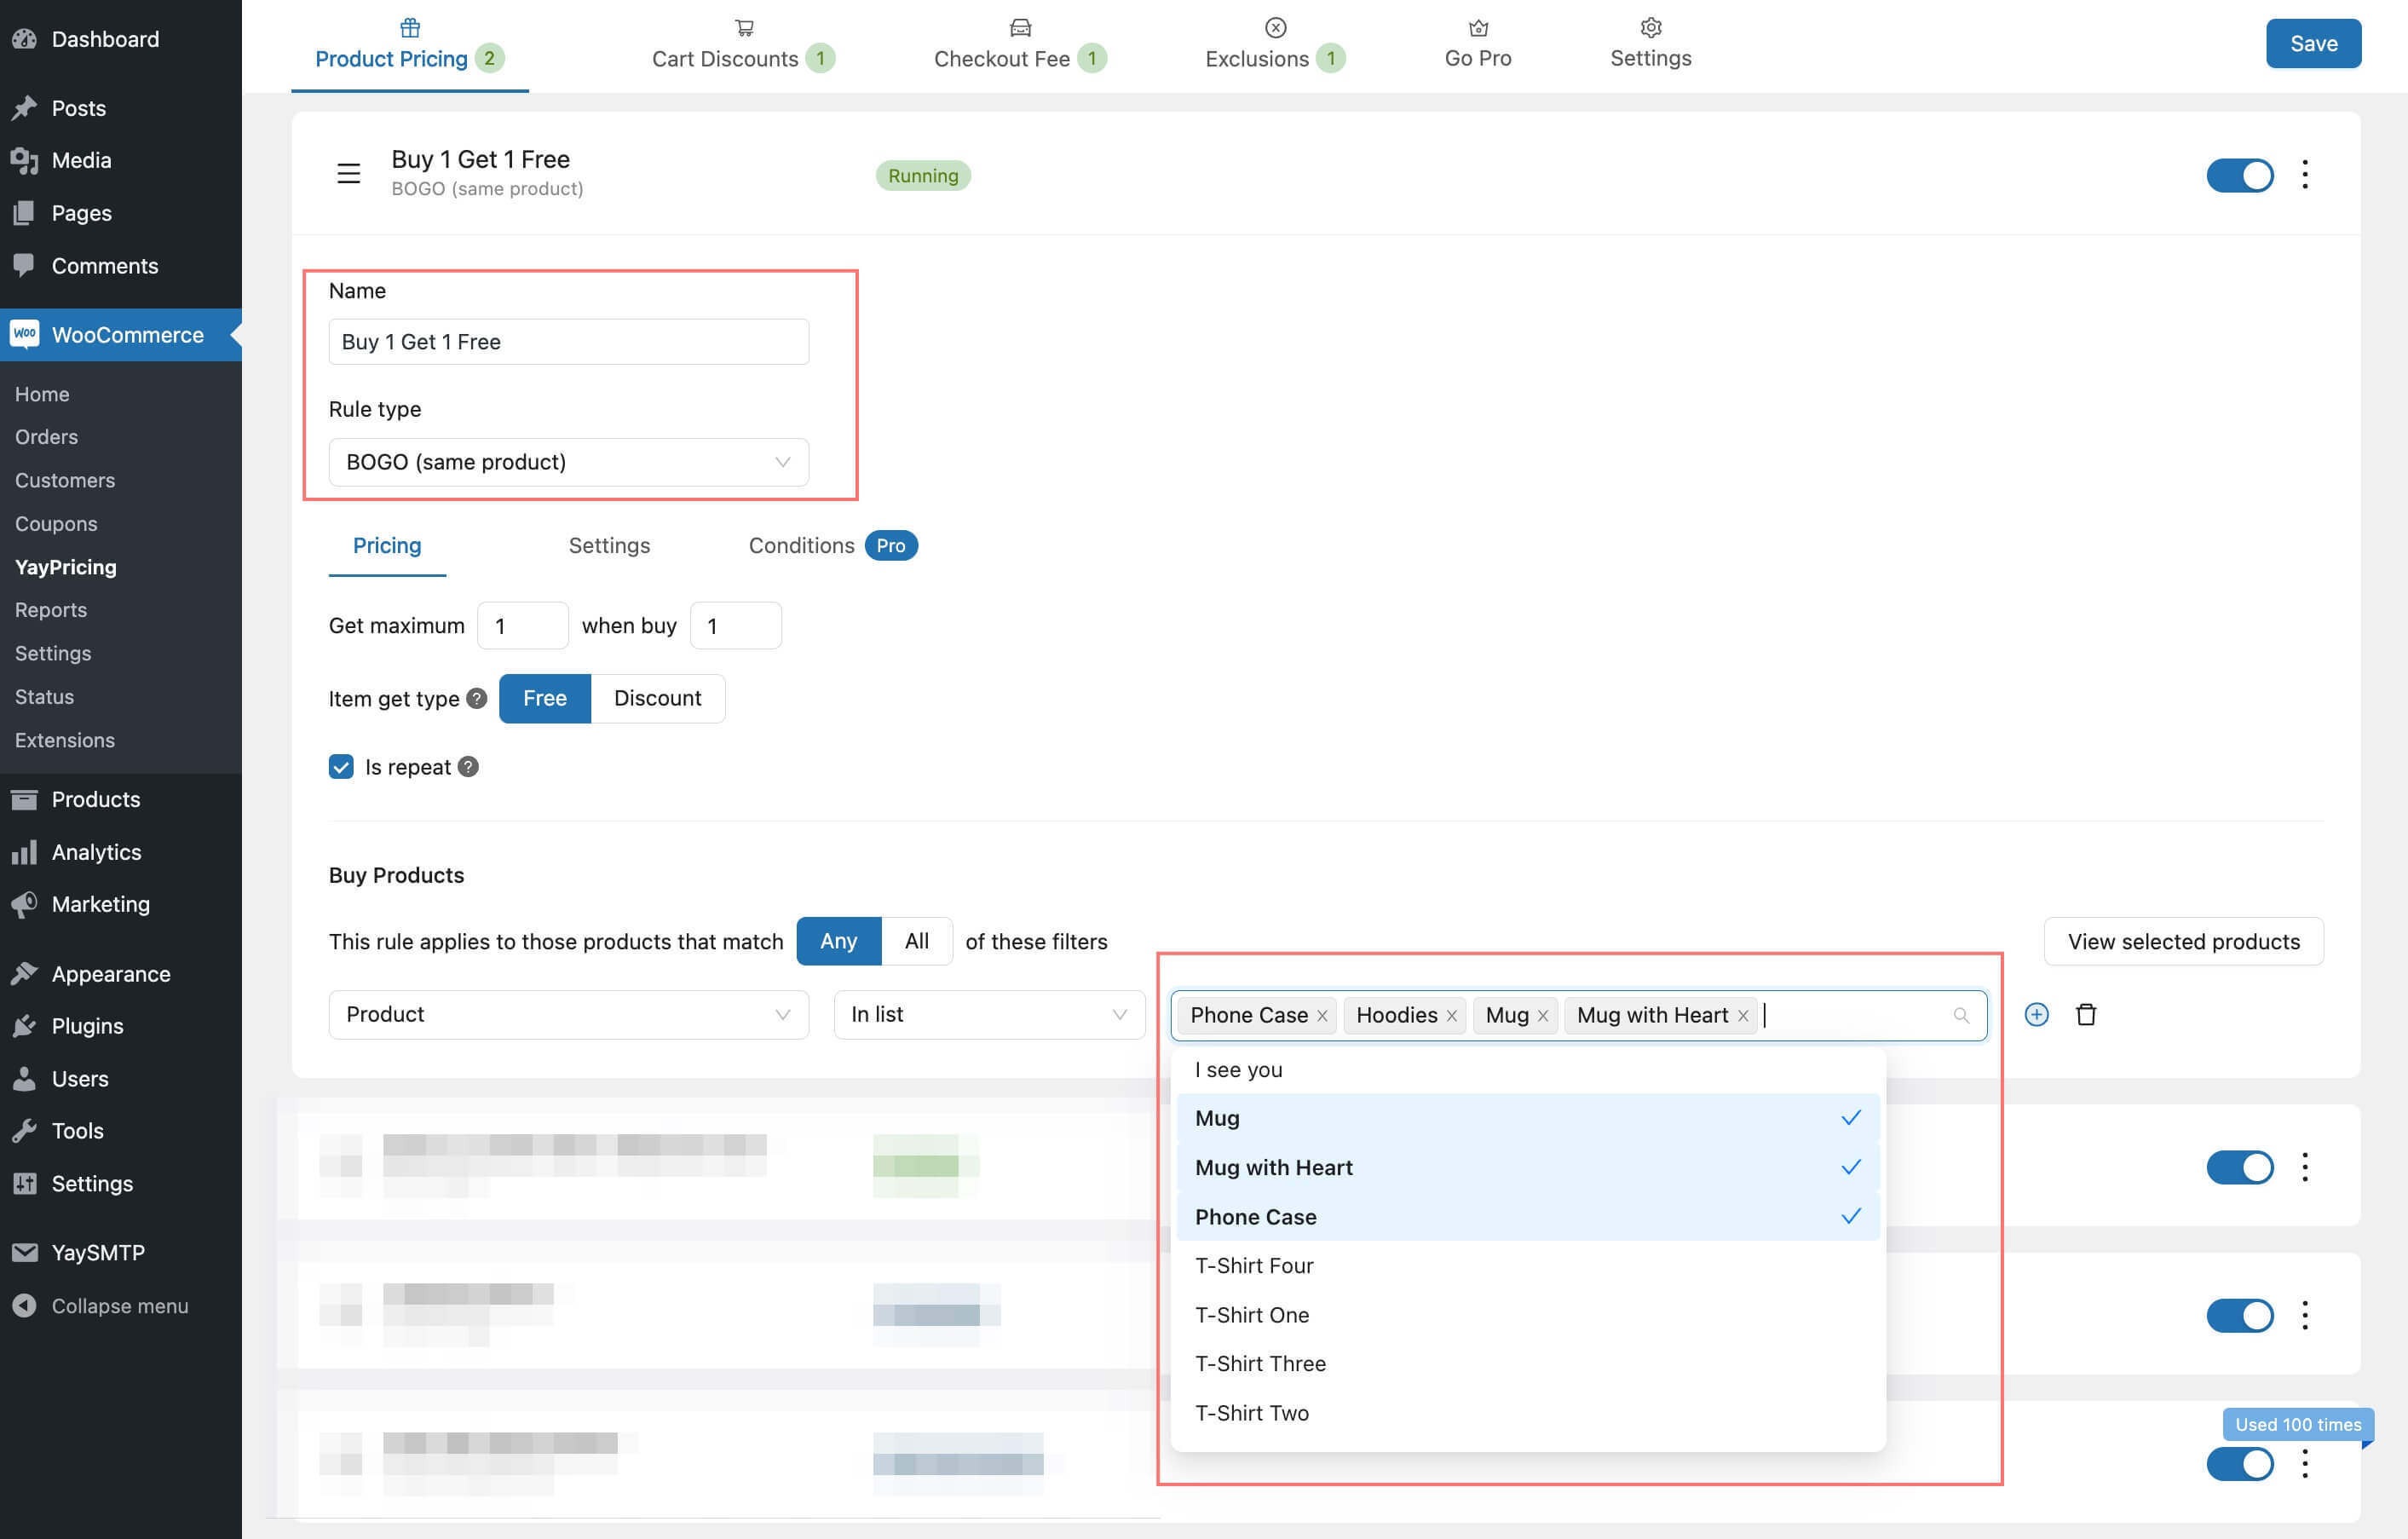 Dashboard
Posts
Media
Pages
Comments
Woo WooCommerce
Home
Orders
Customers
Coupons
YayPricing
Reports
Settings
Status
Extensions
Products
Analytics
Marketing
Appearance
Plugins
Users
Tools
Settings
YaySMTP
Collapse menu
Product Pricing 2
Cart Discounts 1
Checkout Fee 1
Exclusions 1
Go Pro
Settings
Save
Buy 1 Get 1 Free
BOGO (same product)
Running
Name
Buy 1 Get 1 Free
Rule type
BOGO (same product)
Pricing
Settings
Conditions Pro
Get maximum 1 when buy 1
Item get type ? Free Discount
Is repeat ?
Buy Products
This rule applies to those products that match Any All of these filters
View selected products
Product
In list
Phone Case Hoodies Mug Mug with Heart
I see you
Mug
Mug with Heart
Phone Case
T-Shirt Four
T-Shirt One
T-Shirt Three
T-Shirt Two
Used 100 times